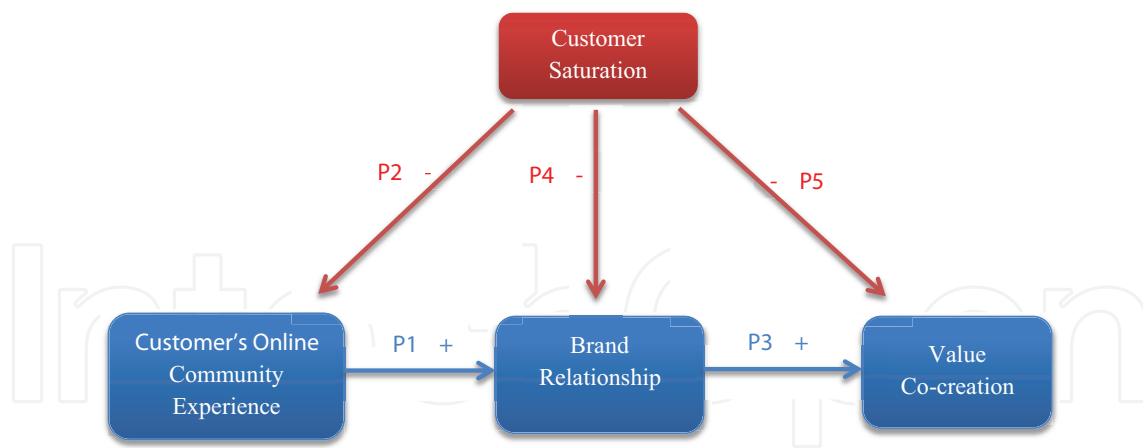 Customer
Saturation
P2 -
P4 -
- P5
Customer's Online
Community
Experience
P1 +
Brand
Relationship
P3 +
Value
Co-creation